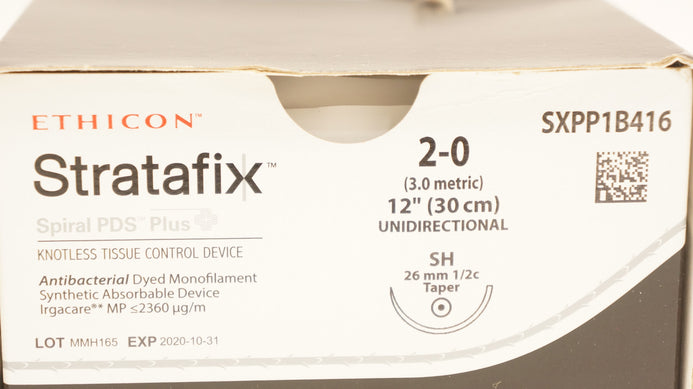 ETHICON™
Stratafix™
Spiral PDS™ Plus
KNOTLESS TISSUE CONTROL DEVICE
Antibacterial Dyed Monofilament
Synthetic Absorbable Device
Irgacare®* MP ≤2360 µg/m
LOT MMH165 EXP 2020-10-31
2-0
(3.0 metric)
12" (30 cm)
UNIDIRECTIONAL
SH
26 mm 1/2c
Taper
SXPP1B416